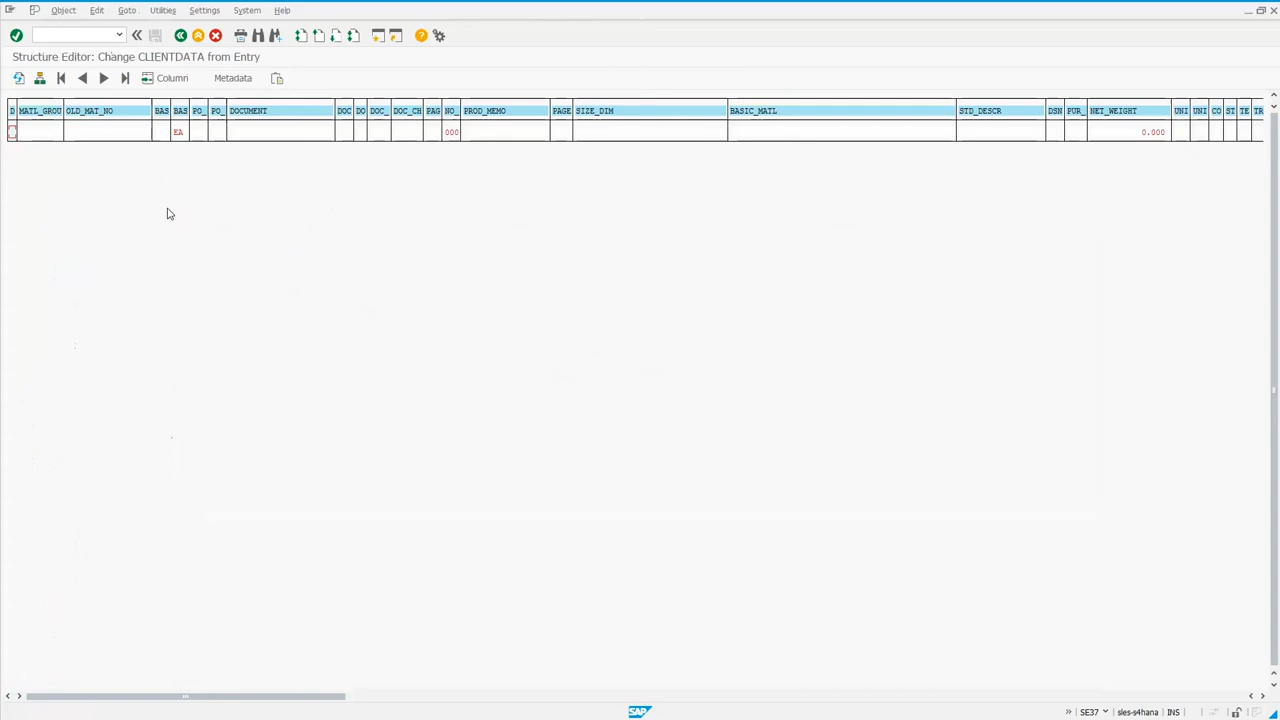 Object Edit Goto Utilities Settings System Help
Structure Editor: Change CLIENTDATA from Entry
Column Metadata
D MATL_GROU OLD_MAT_NO BAS BAS PO_ PO_ DOCUMENT DOC DO DOC_ DOC_CH PAG NO_ PROD_MEMO PAGE SIZE_DIM BASIC_MATL STD_DESCR DSN PUR_ NET_WEIGHT UNI UNI CO ST TE TR
EA 000 0.000
SAP SE37 sles-s4hana INS